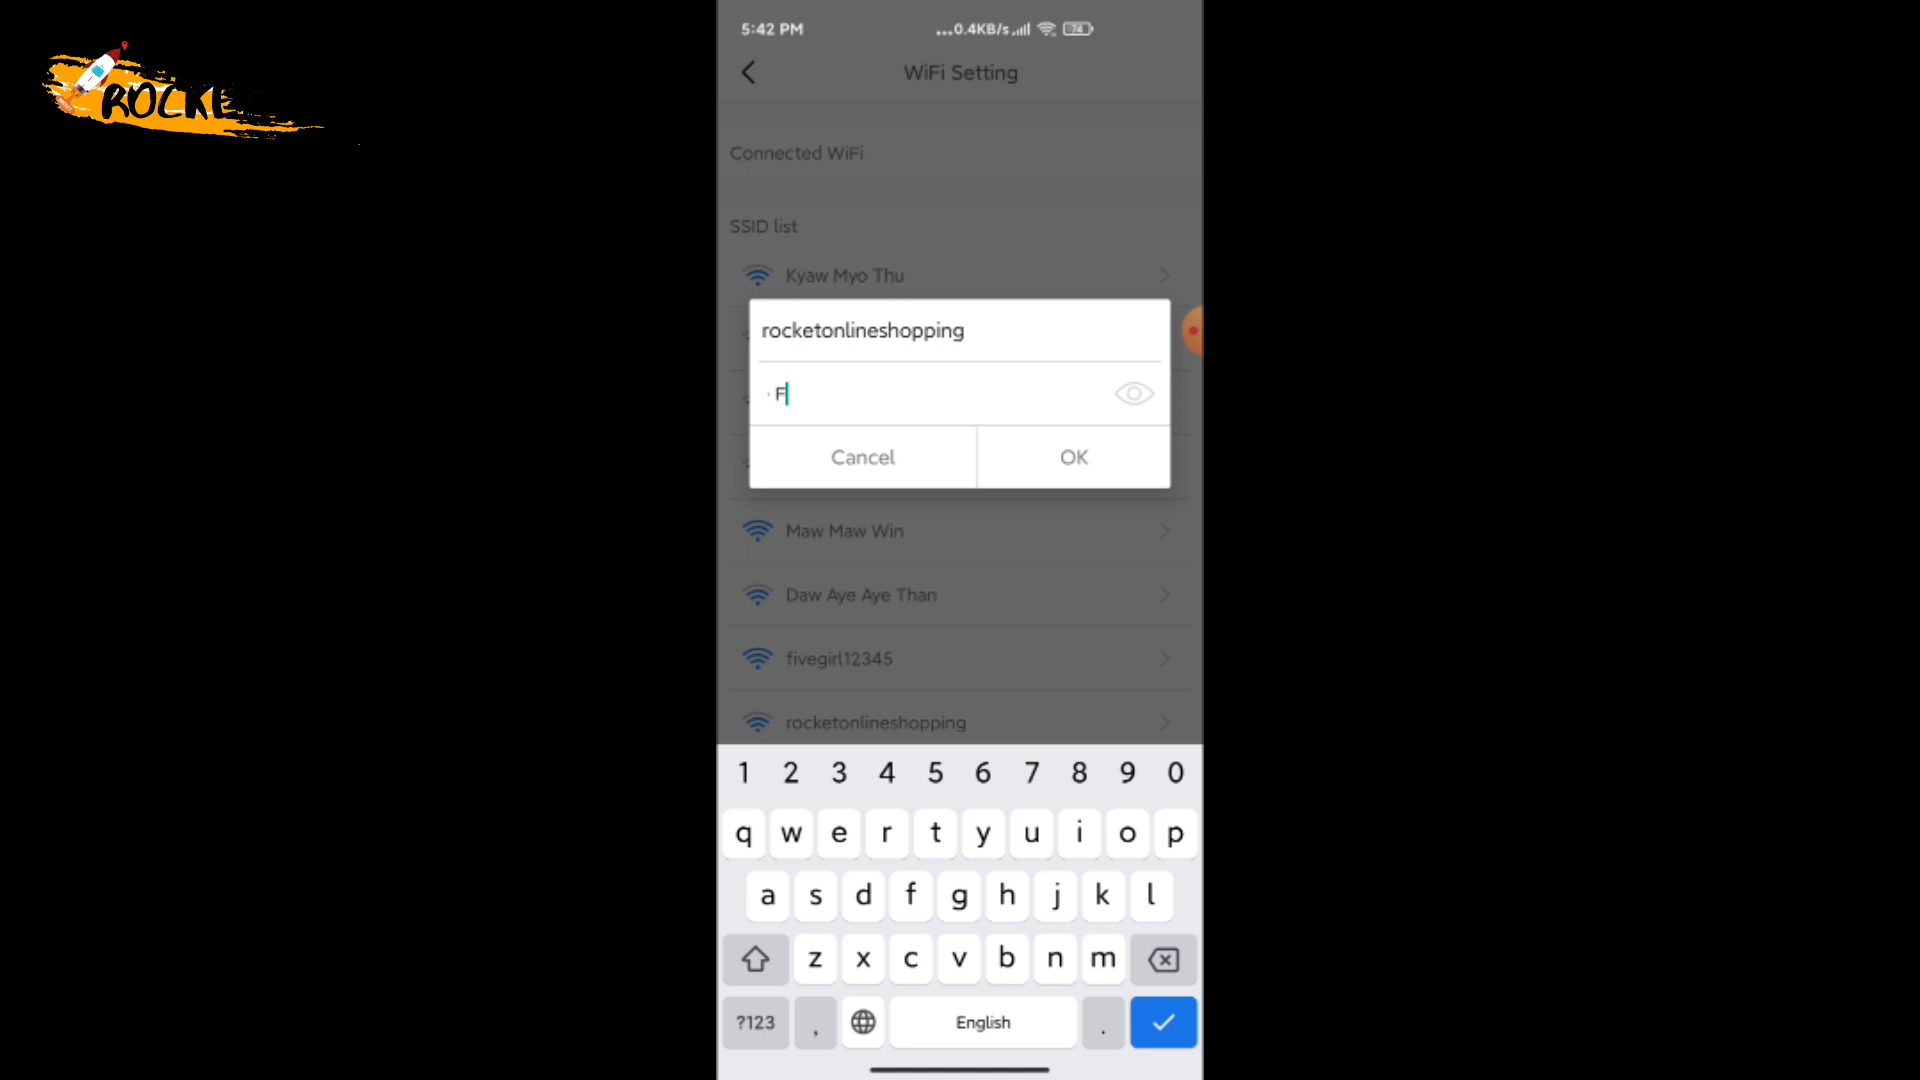 5:42 PM ...0.4KB/s 74
WiFi Setting
ROCKE
Connected WiFi
SSID list
Kyaw Myo Thu
rocketonlineshopping
· F
Cancel OK
Maw Maw Win
Daw Aye Aye Than
fivegirl12345
rocketonlineshopping
1 2 3 4 5 6 7 8 9 0
q w e r t y u i o p
a s d f g h j k l
z x c v b n m
?123 , English .